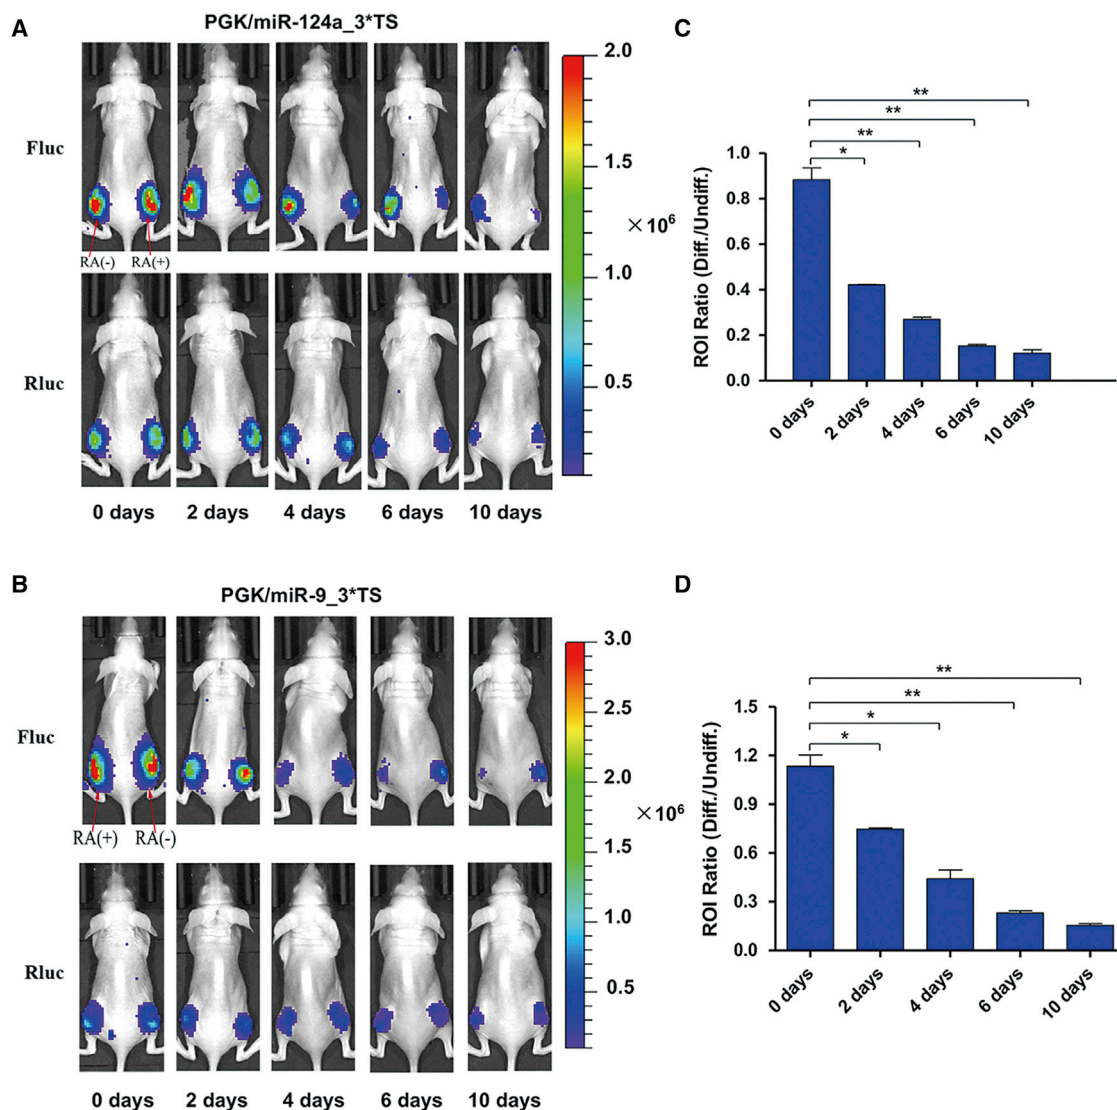 A
PGK/miR-124a_3*TS
Fluc
RA(-) RA(+)
Rluc
0 days 2 days 4 days 6 days 10 days
2.0
1.5
×10⁶
1.0
0.5
C
** 
**
**
*
ROI Ratio (Diff./Undiff.)
1.0
0.8
0.6
0.4
0.2
0.0
0 days 2 days 4 days 6 days 10 days
B
PGK/miR-9_3*TS
Fluc
RA(+) RA(-)
Rluc
0 days 2 days 4 days 6 days 10 days
3.0
2.5
2.0
×10⁶
1.5
1.0
0.5
D
**
**
*
*
ROI Ratio (Diff./Undiff.)
1.5
1.2
0.9
0.6
0.3
0.0
0 days 2 days 4 days 6 days 10 days